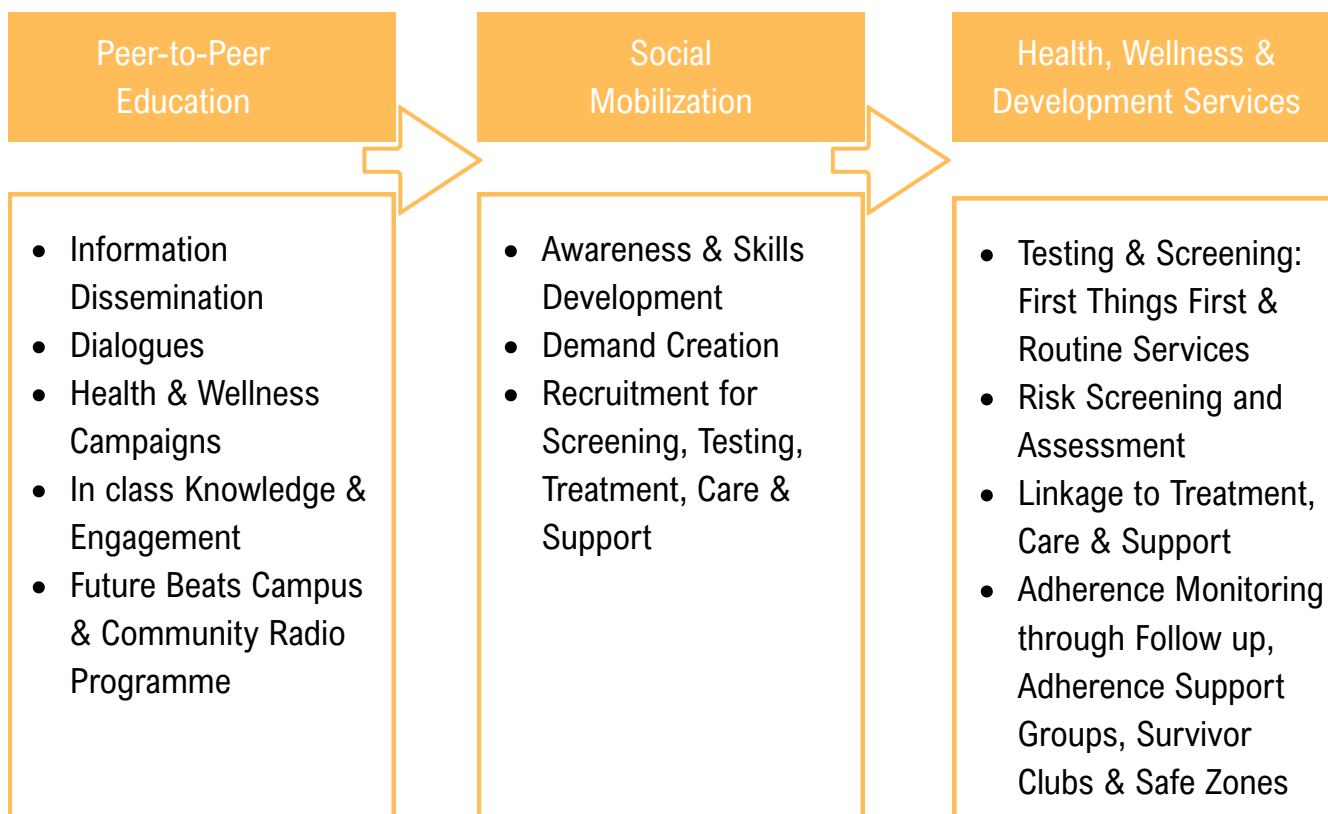 Peer-to-Peer
Education
Social
Mobilization
Health, Wellness &
Development Services
• Information
Dissemination
• Dialogues
• Health & Wellness
Campaigns
• In class Knowledge &
Engagement
• Future Beats Campus
& Community Radio
Programme
• Awareness & Skills
Development
• Demand Creation
• Recruitment for
Screening, Testing,
Treatment, Care &
Support
• Testing & Screening:
First Things First &
Routine Services
• Risk Screening and
Assessment
• Linkage to Treatment,
Care & Support
• Adherence Monitoring
through Follow up,
Adherence Support
Groups, Survivor
Clubs & Safe Zones